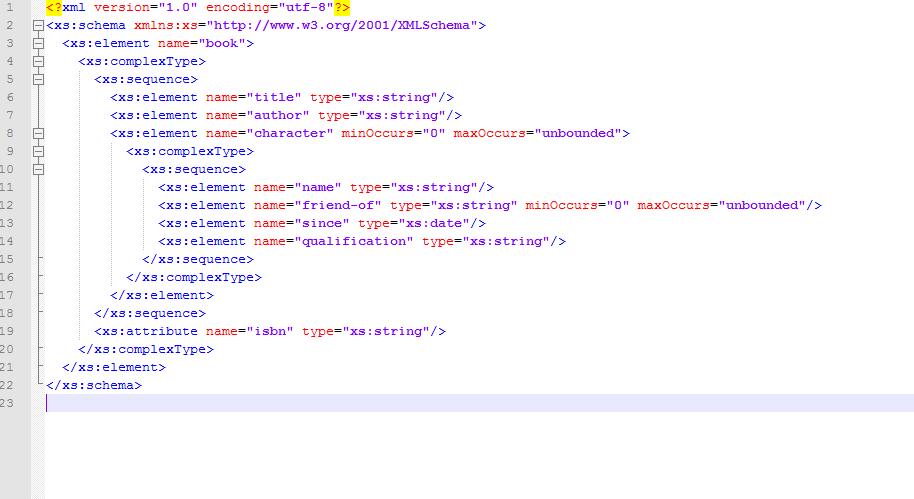 1 <?xml version="1.0" encoding="utf-8"?>
2 <xs:schema xmlns:xs="http://www.w3.org/2001/XMLSchema">
3 <xs:element name="book">
4 <xs:complexType>
5 <xs:sequence>
6 <xs:element name="title" type="xs:string"/>
7 <xs:element name="author" type="xs:string"/>
8 <xs:element name="character" minOccurs="0" maxOccurs="unbounded">
9 <xs:complexType>
10 <xs:sequence>
11 <xs:element name="name" type="xs:string"/>
12 <xs:element name="friend-of" type="xs:string" minOccurs="0" maxOccurs="unbounded"/>
13 <xs:element name="since" type="xs:date"/>
14 <xs:element name="qualification" type="xs:string"/>
15 </xs:sequence>
16 </xs:complexType>
17 </xs:element>
18 </xs:sequence>
19 <xs:attribute name="isbn" type="xs:string"/>
20 </xs:complexType>
21 </xs:element>
22 </xs:schema>
23